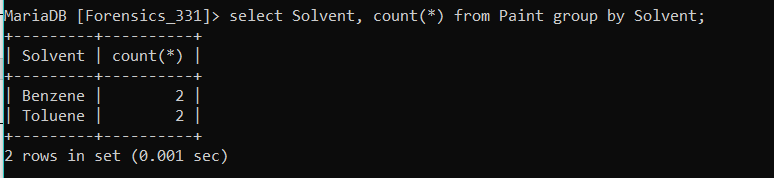 MariaDB [Forensics_331]> select Solvent, count(*) from Paint group by Solvent;
+---------+----------+
| Solvent | count(*) |
+---------+----------+
| Benzene |        2 |
| Toluene |        2 |
+---------+----------+
2 rows in set (0.001 sec)